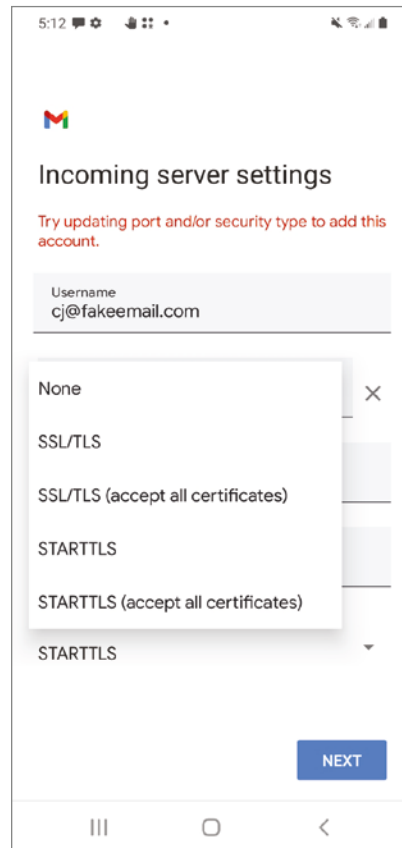 5:12
Incoming server settings
Try updating port and/or security type to add this
account.
Username
cj@fakeemail.com
None
SSL/TLS
SSL/TLS (accept all certificates)
STARTTLS
STARTTLS (accept all certificates)
STARTTLS
NEXT